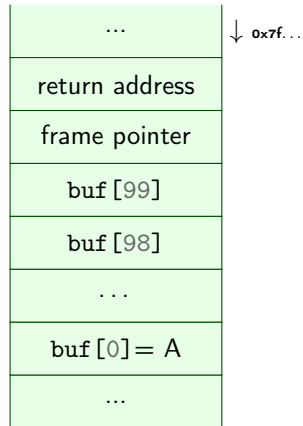 ...
↓ 0x7f...
return address
frame pointer
buf[99]
buf[98]
...
buf[0]= A
...